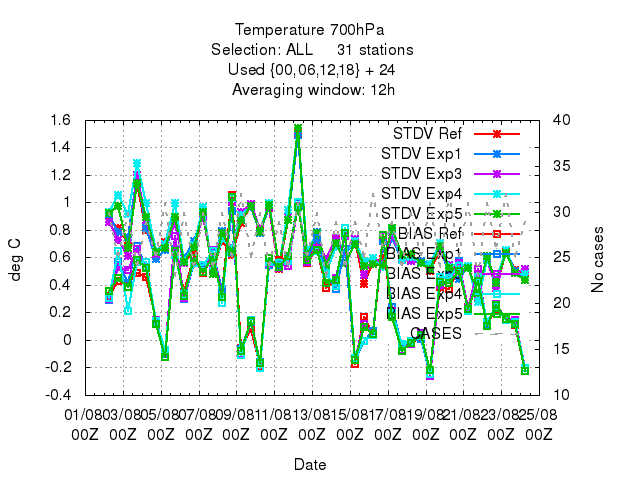 Temperature 700hPa
Selection: ALL 31 stations
Used {00,06,12,18} + 24
Averaging window: 12h
1.6
1.4
1.2
1
0.8
0.6
0.4
0.2
0
-0.2
-0.4
deg C
40
35
30
25
20
15
10
No cases
STDV Ref
STDV Exp1
STDV Exp3
STDV Exp4
STDV Exp5
BIAS Ref
BIAS Exp1
BIAS Exp3
BIAS Exp4
BIAS Exp5
CASES
01/08 03/08 05/08 07/08 09/08 11/08 13/08 15/08 17/08 19/08 21/08 23/08 25/08
00Z 00Z 00Z 00Z 00Z 00Z 00Z 00Z 00Z 00Z 00Z 00Z 00Z
Date